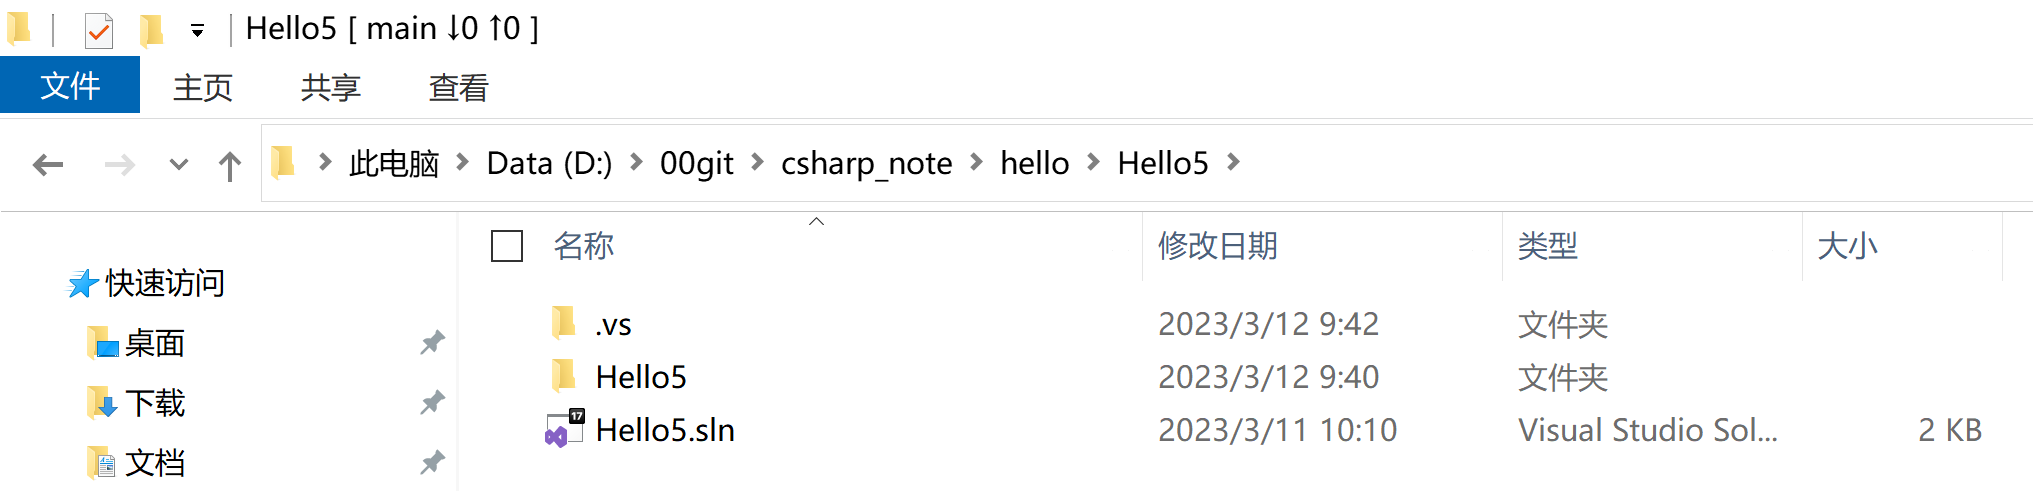 Hello5 [ main ↓0 ↑0 ]
文件 主页 共享 查看
此电脑 Data (D:) 00git csharp_note hello Hello5
名称 修改日期 类型 大小
快速访问
桌面
下载
文档
.vs 2023/3/12 9:42 文件夹
Hello5 2023/3/12 9:40 文件夹
17
Hello5.sln 2023/3/11 10:10 Visual Studio Sol... 2 KB